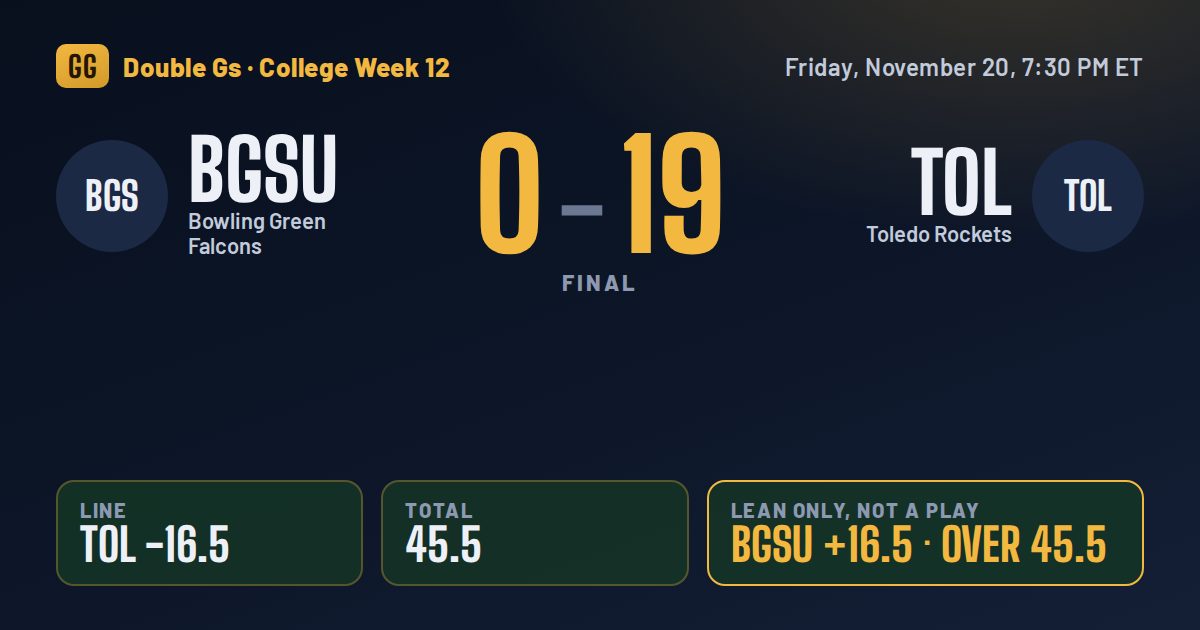 GG
Double Gs · College Week 12
Friday, November 20, 7:30 PM ET
BGS
BGSU
Bowling Green
Falcons
0 – 19
FINAL
TOL
Toledo Rockets
TOL
LINE
TOL −16.5
TOTAL
45.5
LEAN ONLY, NOT A PLAY
BGSU +16.5 · OVER 45.5